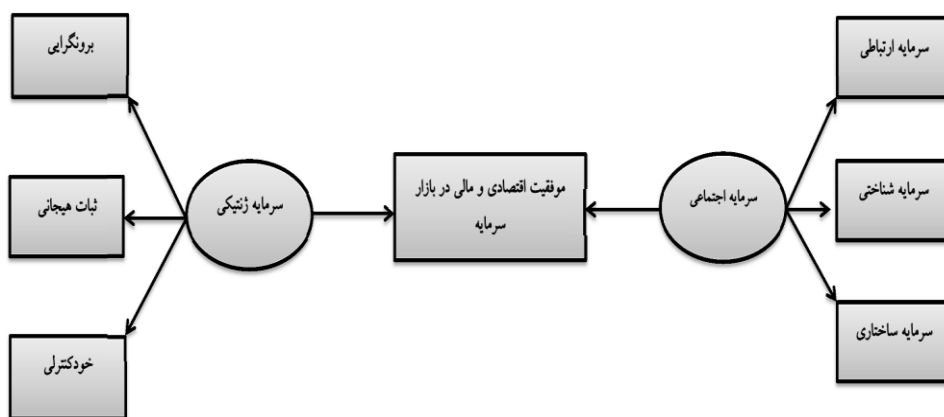 برونگرایی
سرمایه ارتباطی
ثبات هیجانی
سرمایه ژنتیکی
موفقیت اقتصادی و مالی در بازار
سرمایه
سرمایه اجتماعی
سرمایه شناختی
خودکنترلی
سرمایه ساختاری